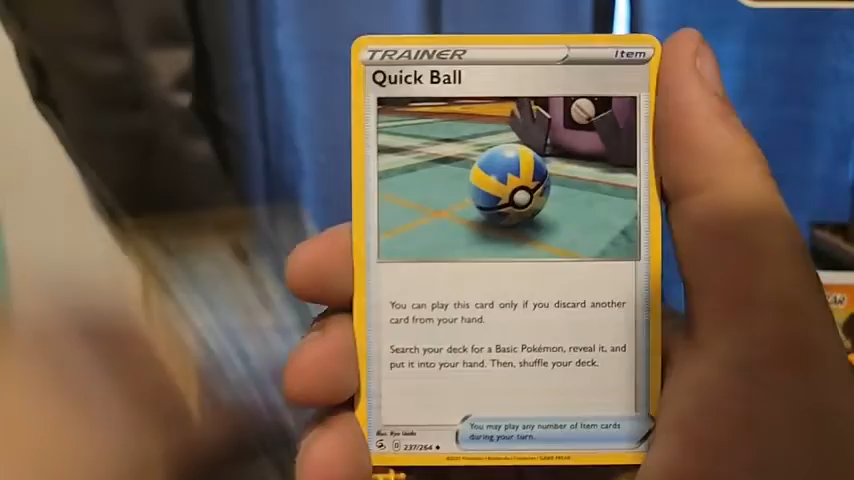 TRAINER Item
Quick Ball
You can play this card only if you discard another
card from your hand.
Search your deck for a Basic Pokémon, reveal it, and
put it into your hand. Then, shuffle your deck.
You may play any number of Item cards
during your turn.
237/264